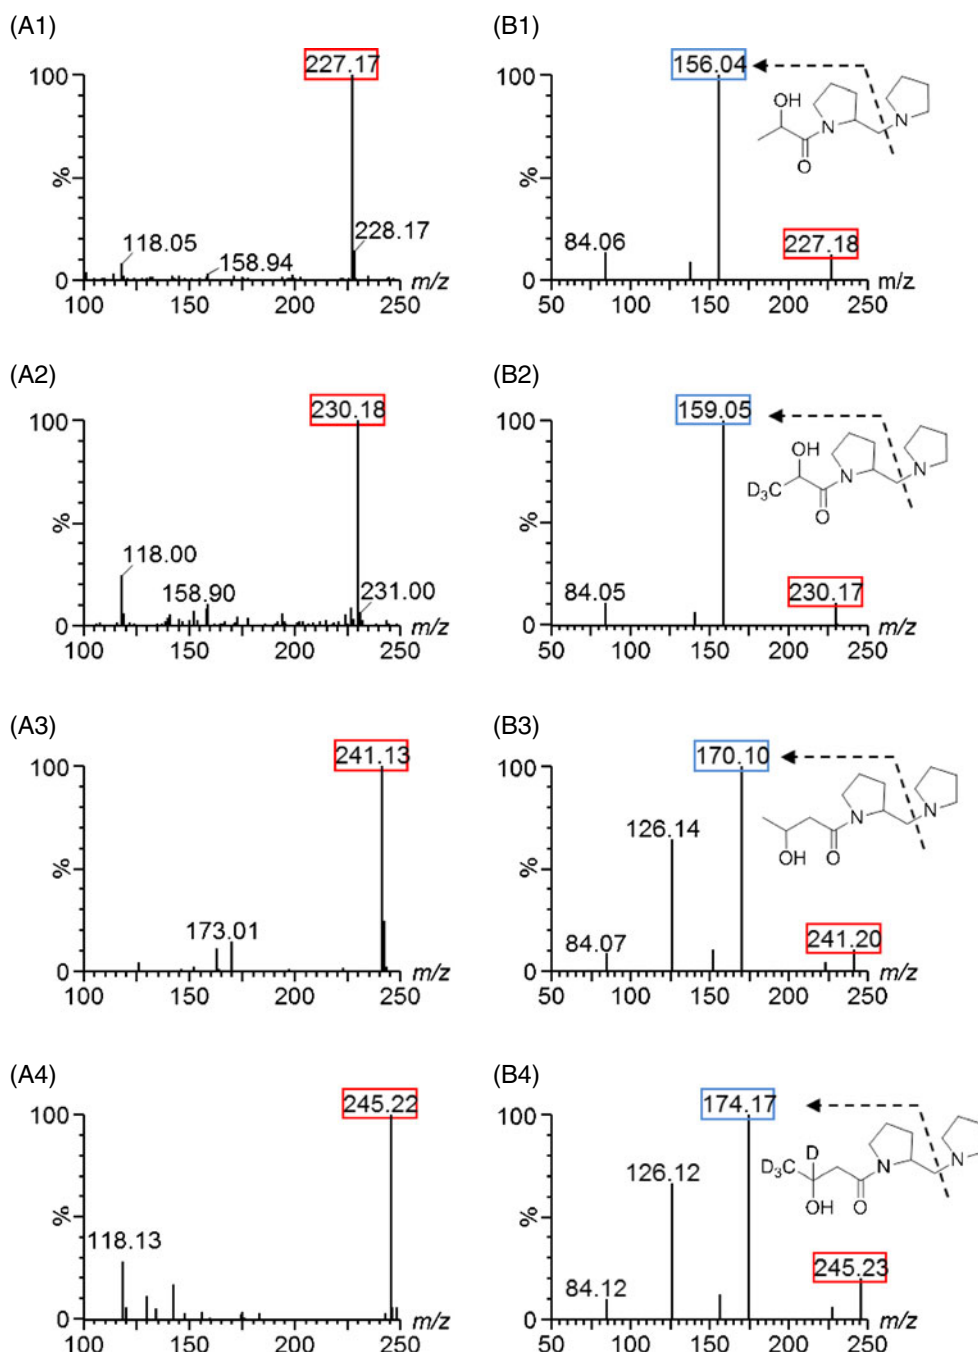 (A1)
227.17
100
%
118.05
158.94
228.17
0
100
150
200
250
m/z
(B1)
156.04
100
OH
N
N
O
%
84.06
227.18
0
50
100
150
200
250
m/z
(A2)
230.18
100
%
118.00
158.90
231.00
0
100
150
200
250
m/z
(B2)
159.05
100
OH
D3C
N
N
O
%
84.05
230.17
0
50
100
150
200
250
m/z
(A3)
241.13
100
%
173.01
0
100
150
200
250
m/z
(B3)
170.10
100
N
N
OH
O
126.14
%
84.07
241.20
0
50
100
150
200
250
m/z
(A4)
245.22
100
%
118.13
0
100
150
200
250
m/z
(B4)
174.17
100
D
D3C
N
N
OH
O
126.12
%
84.12
245.23
0
50
100
150
200
250
m/z